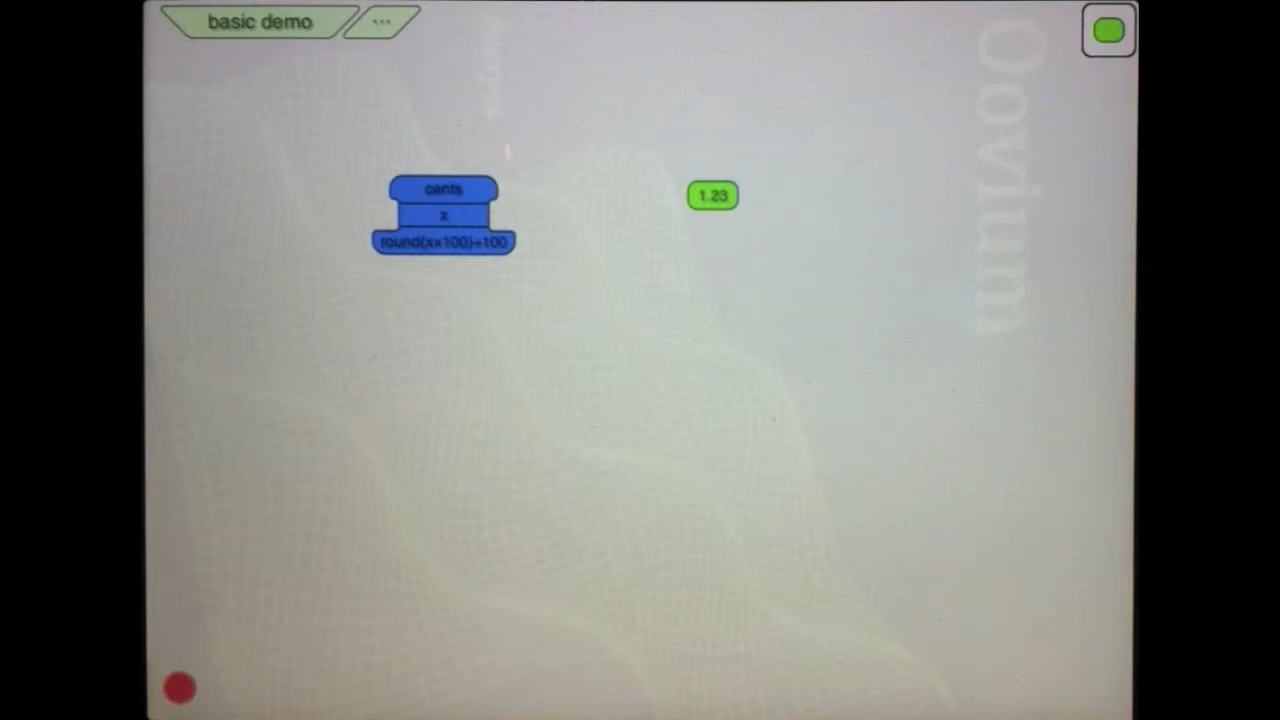 basic demo
...
cents
x
round(x×100)÷100
1.23
Oovium